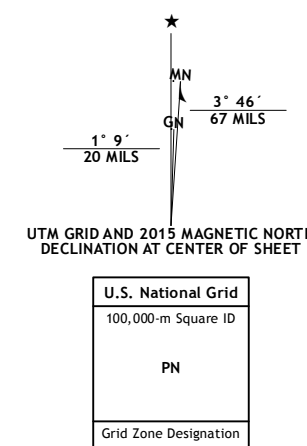 ★
MN
GN
3° 46´
67 MILS
1° 9´
20 MILS
UTM GRID AND 2015 MAGNETIC NORTH
DECLINATION AT CENTER OF SHEET
U.S. National Grid
100,000-m Square ID
PN
Grid Zone Designation